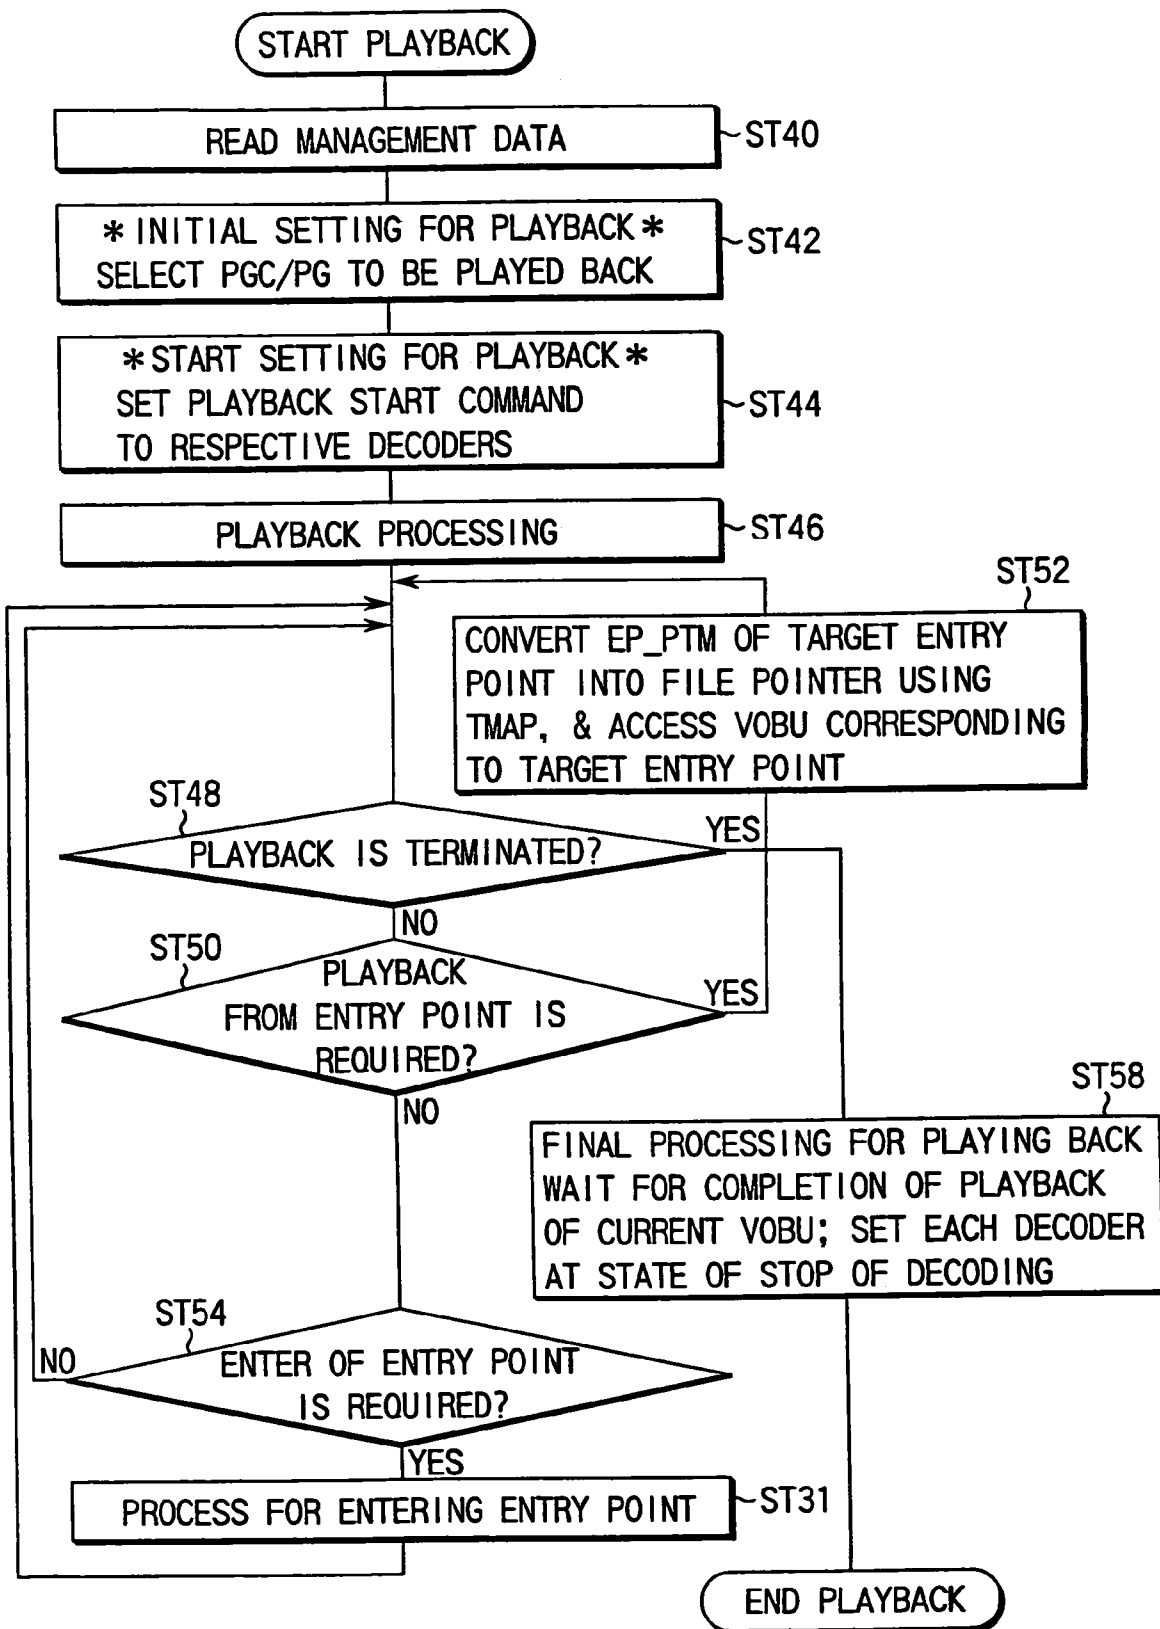 START PLAYBACK
READ MANAGEMENT DATA
ST40
*INITIAL SETTING FOR PLAYBACK*
SELECT PGC/PG TO BE PLAYED BACK
ST42
*START SETTING FOR PLAYBACK*
SET PLAYBACK START COMMAND
TO RESPECTIVE DECODERS
ST44
PLAYBACK PROCESSING
ST46
ST52
CONVERT EP_PTM OF TARGET ENTRY
POINT INTO FILE POINTER USING
TMAP, & ACCESS VOBU CORRESPONDING
TO TARGET ENTRY POINT
ST48
PLAYBACK IS TERMINATED?
YES
NO
ST50
PLAYBACK
FROM ENTRY POINT IS
REQUIRED?
YES
NO
ST58
FINAL PROCESSING FOR PLAYING BACK
WAIT FOR COMPLETION OF PLAYBACK
OF CURRENT VOBU; SET EACH DECODER
AT STATE OF STOP OF DECODING
ST54
NO
ENTER OF ENTRY POINT
IS REQUIRED?
YES
PROCESS FOR ENTERING ENTRY POINT
ST31
END PLAYBACK